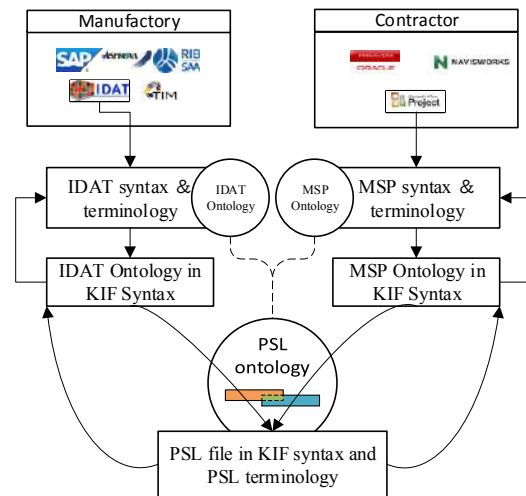 Manufactory
Contractor
SAP
RIB
SAA
IDAT
TIM
ORACLE
NAVISWORKS
Project
IDAT syntax &
terminology
IDAT
Ontology
MSP
Ontology
MSP syntax &
terminology
IDAT Ontology in
KIF Syntax
MSP Ontology in
KIF Syntax
PSL
ontology
PSL file in KIF syntax and
PSL terminology